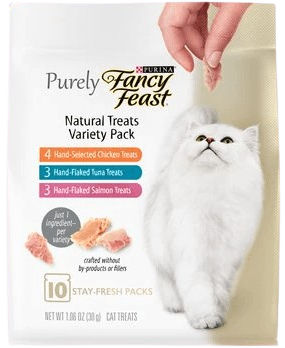 PURINA
Purely Fancy
Feast
Natural Treats
Variety Pack
4 Hand-Selected Chicken Treats
3 Hand-Flaked Tuna Treats
3 Hand-Flaked Salmon Treats
just 1
ingredient–
per
variety
crafted without
by-products or fillers
10 STAY-FRESH PACKS
NET WT 1.06 OZ (30 g) CAT TREATS